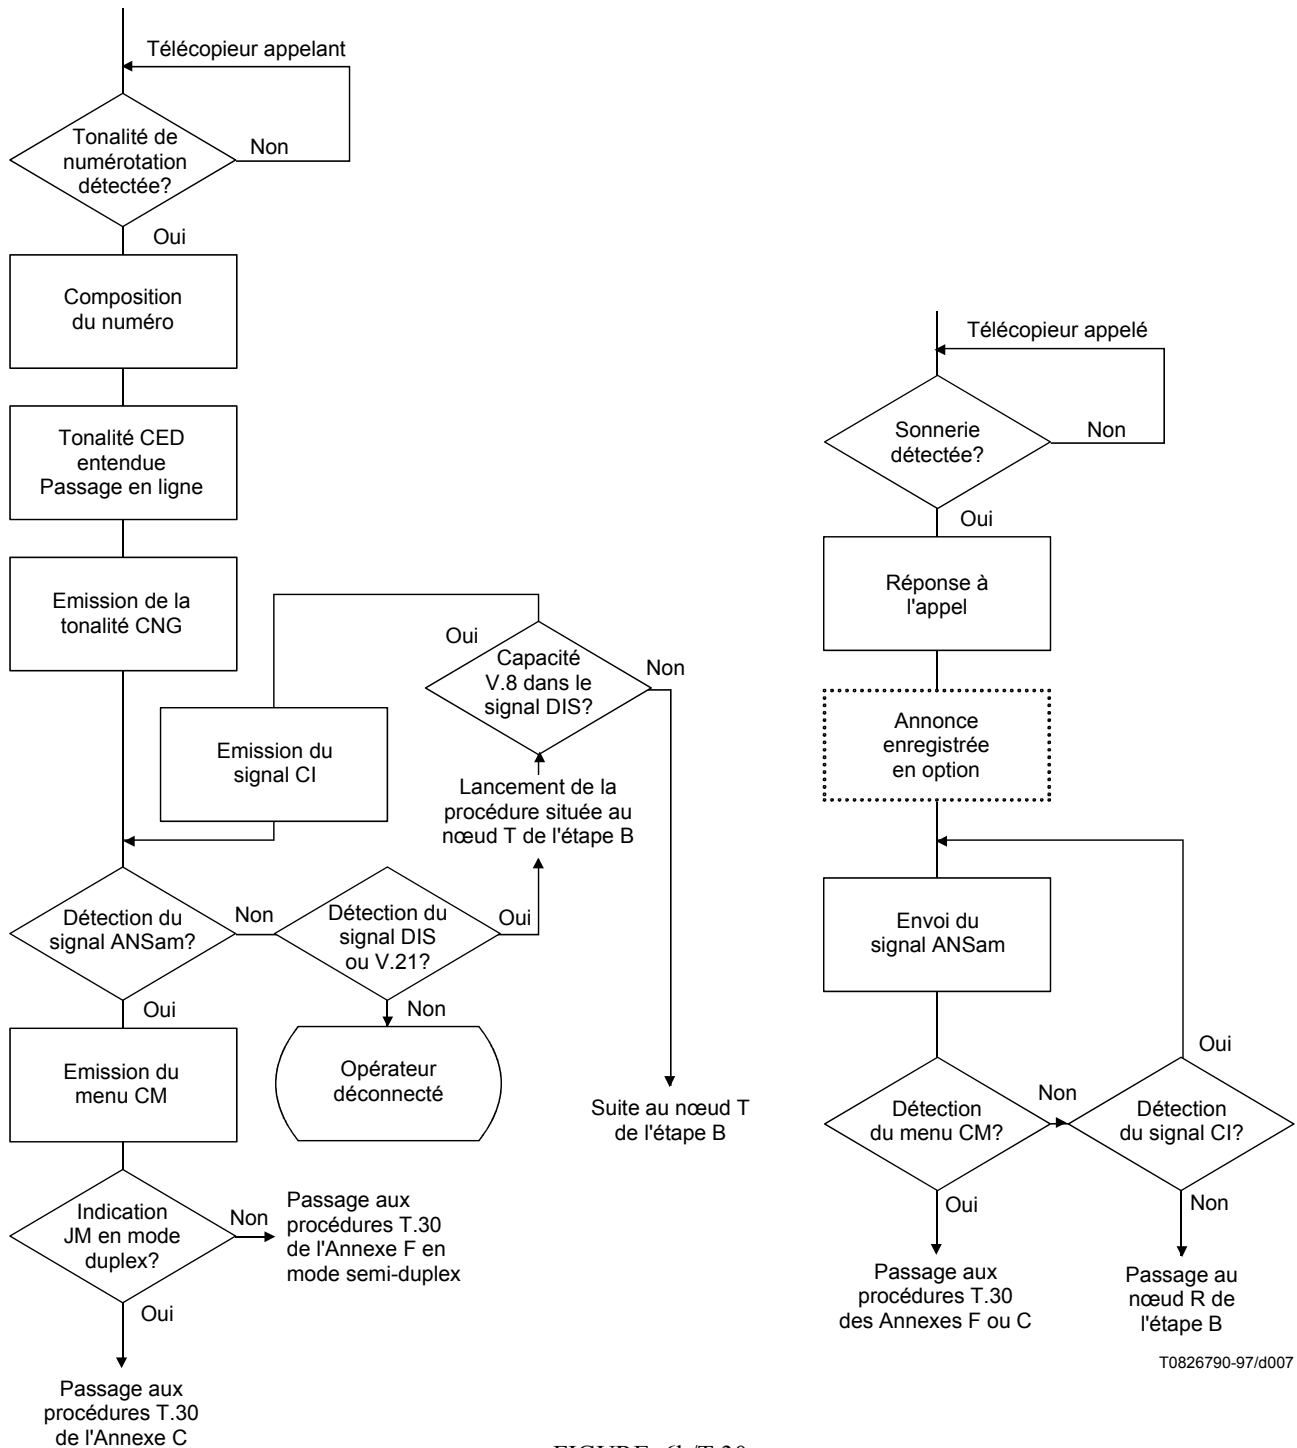 Télécopieur appelant
Tonalité de
numérotation
détectée?
Non
Oui
Composition
du numéro
Tonalité CED
entendue
Passage en ligne
Emission de la
tonalité CNG
Oui
Capacité
V.8 dans le
signal DIS?
Non
Emission du
signal CI
Lancement de la
procédure située au
nœud T de l'étape B
Détection du
signal ANSam?
Non
Détection du
signal DIS
ou V.21?
Oui
Oui
Non
Emission du
menu CM
Opérateur
déconnecté
Suite au nœud T
de l'étape B
Indication
JM en mode
duplex?
Non
Passage aux
procédures T.30
de l'Annexe F en
mode semi-duplex
Oui
Passage aux
procédures T.30
de l'Annexe C
Télécopieur appelé
Sonnerie
détectée?
Non
Oui
Réponse à
l'appel
Annonce
enregistrée
en option
Envoi du
signal ANSam
Détection
du menu CM?
Non
Détection
du signal CI?
Oui
Oui
Non
Passage aux
procédures T.30
des Annexes F ou C
Passage au
nœud R de
l'étape B
T0826790-97/d007